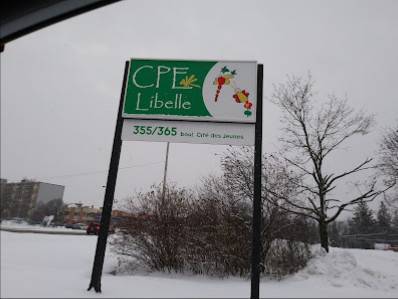 CPE
Libelle
355/365 boul. Cité des Jeunes